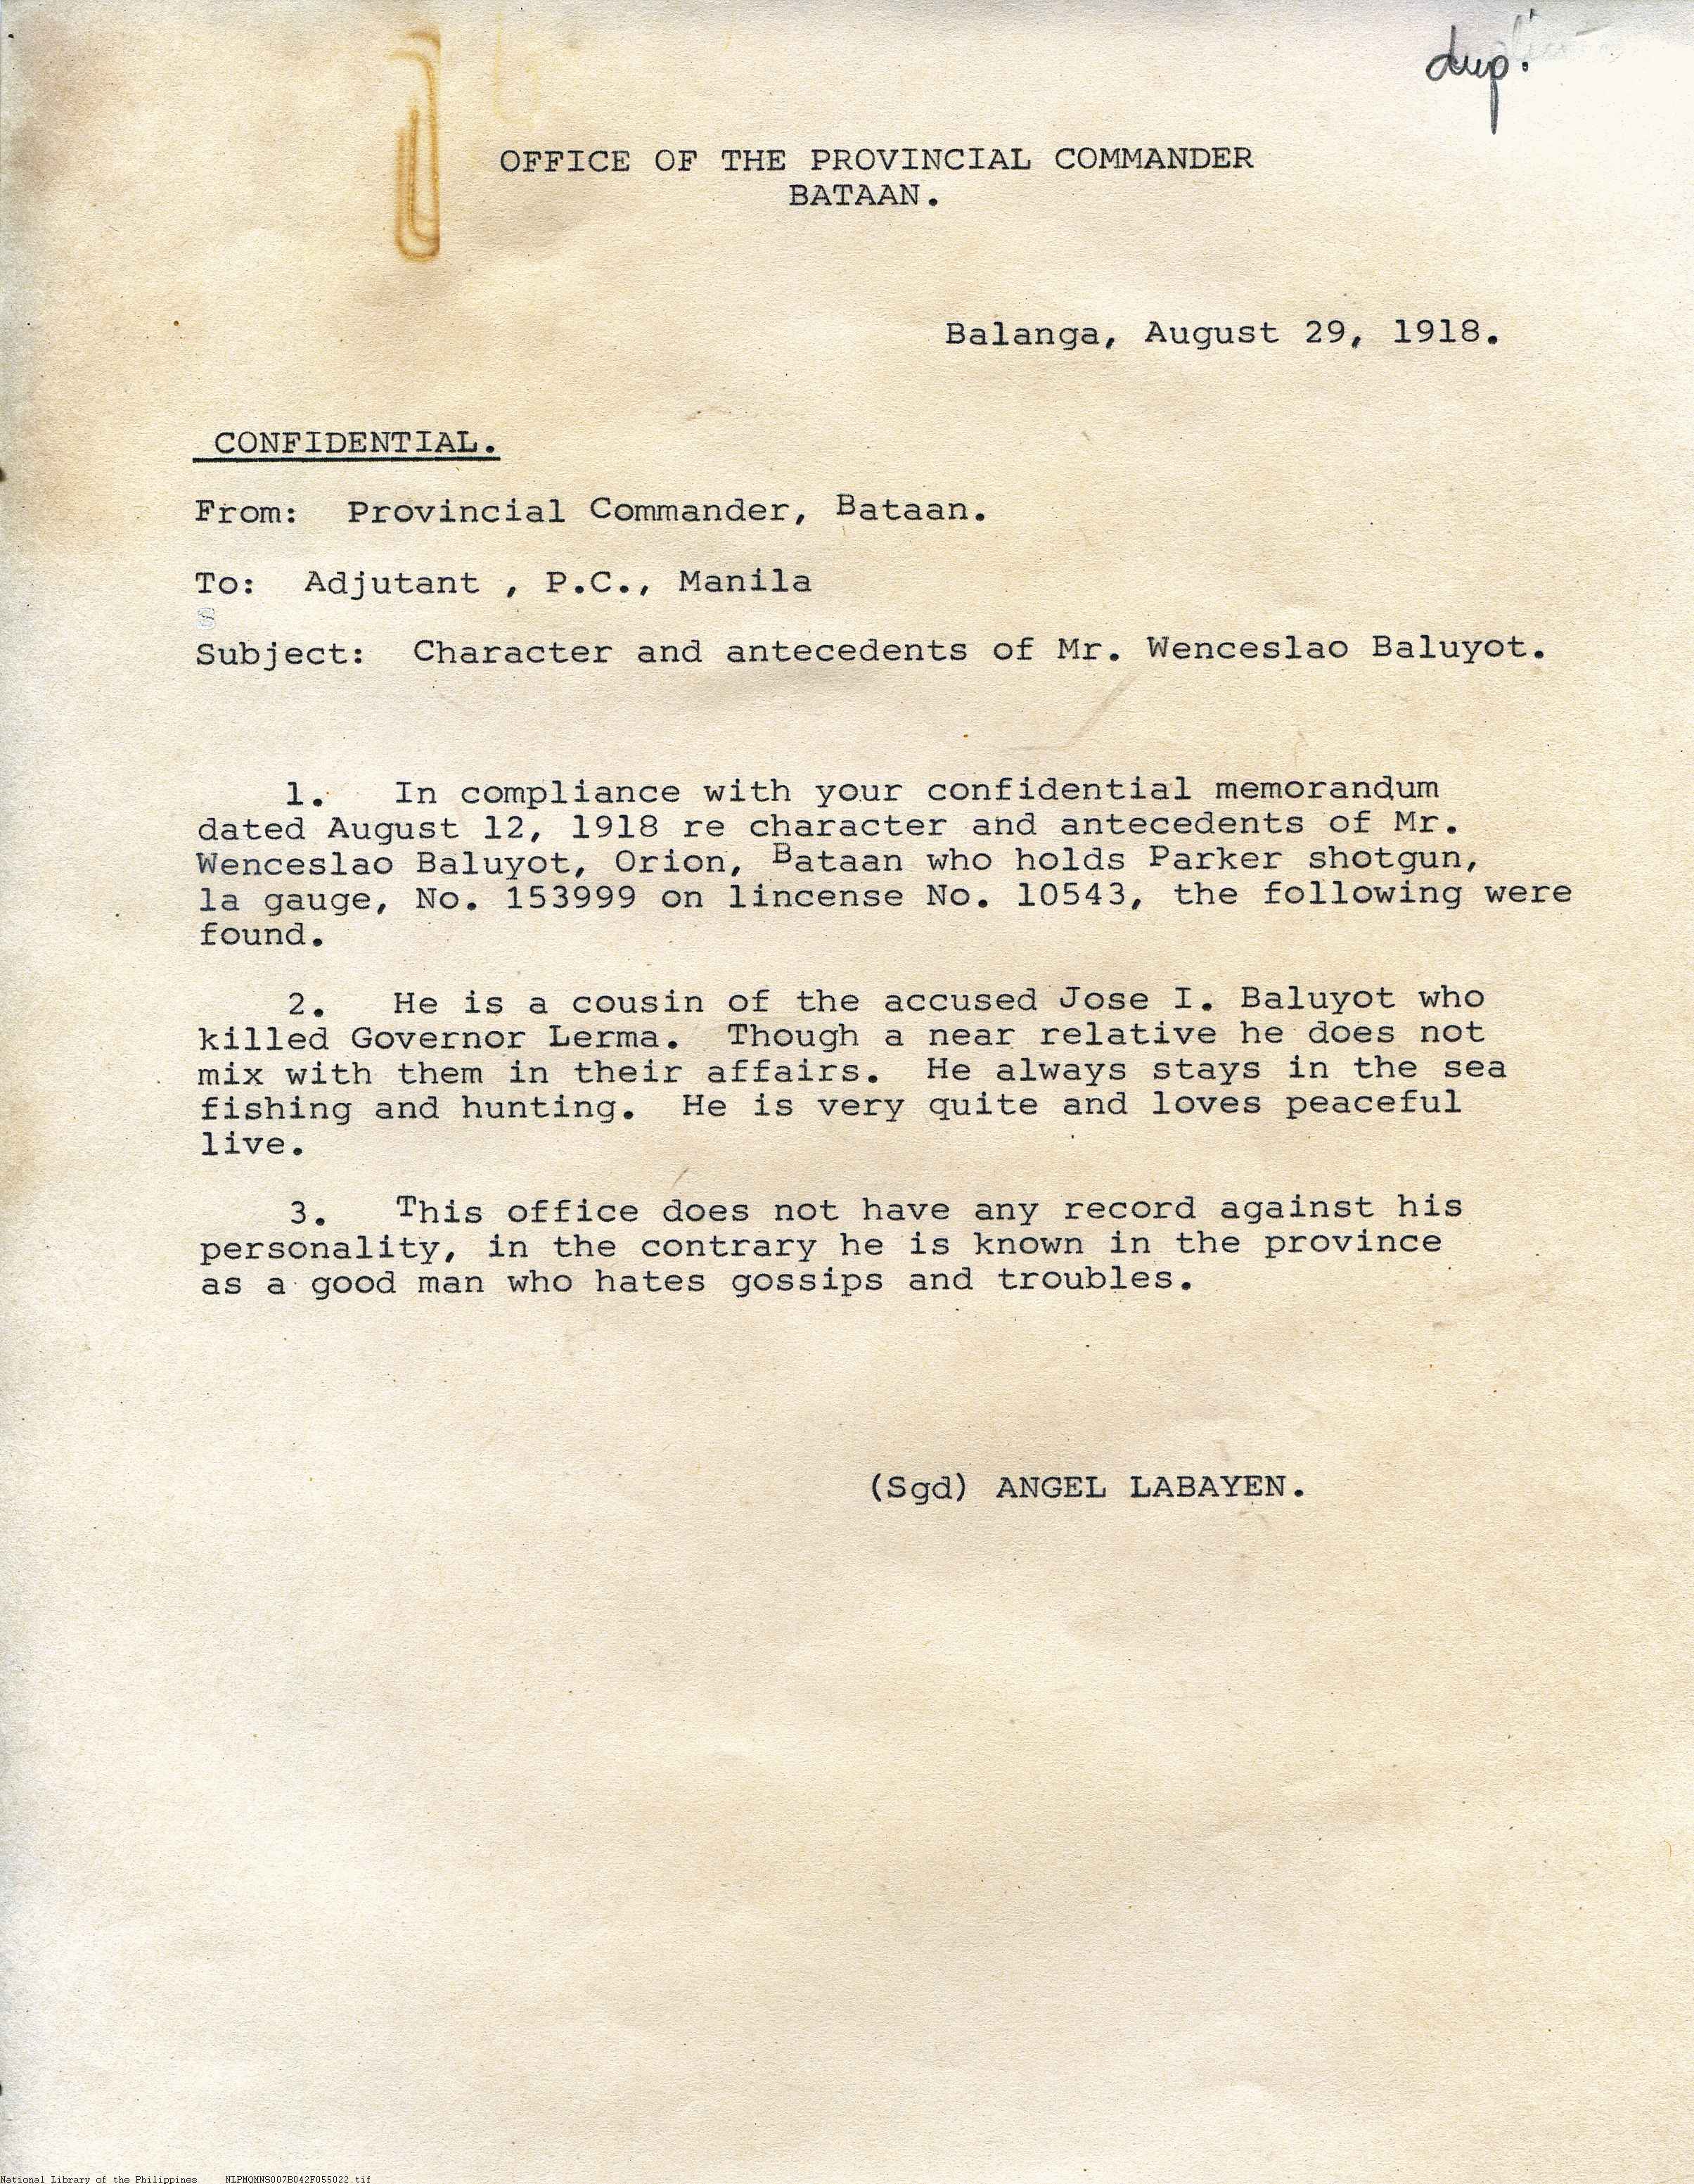 dup.
OFFICE OF THE PROVINCIAL COMMANDER
BATAAN.
Balanga, August 29, 1918.
CONFIDENTIAL.
From: Provincial Commander, Bataan.
To: Adjutant , P.C., Manila
S
Subject: Character and antecedents of Mr. Wenceslao Baluyot.
1. In compliance with your confidential memorandum
dated August 12, 1918 re character and antecedents of Mr.
Wenceslao Baluyot, Orion, Bataan who holds Parker shotgun,
la gauge, No. 153999 on lincense No. 10543, the following were
found.
2. He is a cousin of the accused Jose I. Baluyot who
killed Governor Lerma. Though a near relative he does not
mix with them in their affairs. He always stays in the sea
fishing and hunting. He is very quite and loves peaceful
live.
3. This office does not have any record against his
personality, in the contrary he is known in the province
as a good man who hates gossips and troubles.
(Sgd) ANGEL LABAYEN.
National Library of the Philippines NLPMQMNS007B042F055022.tif